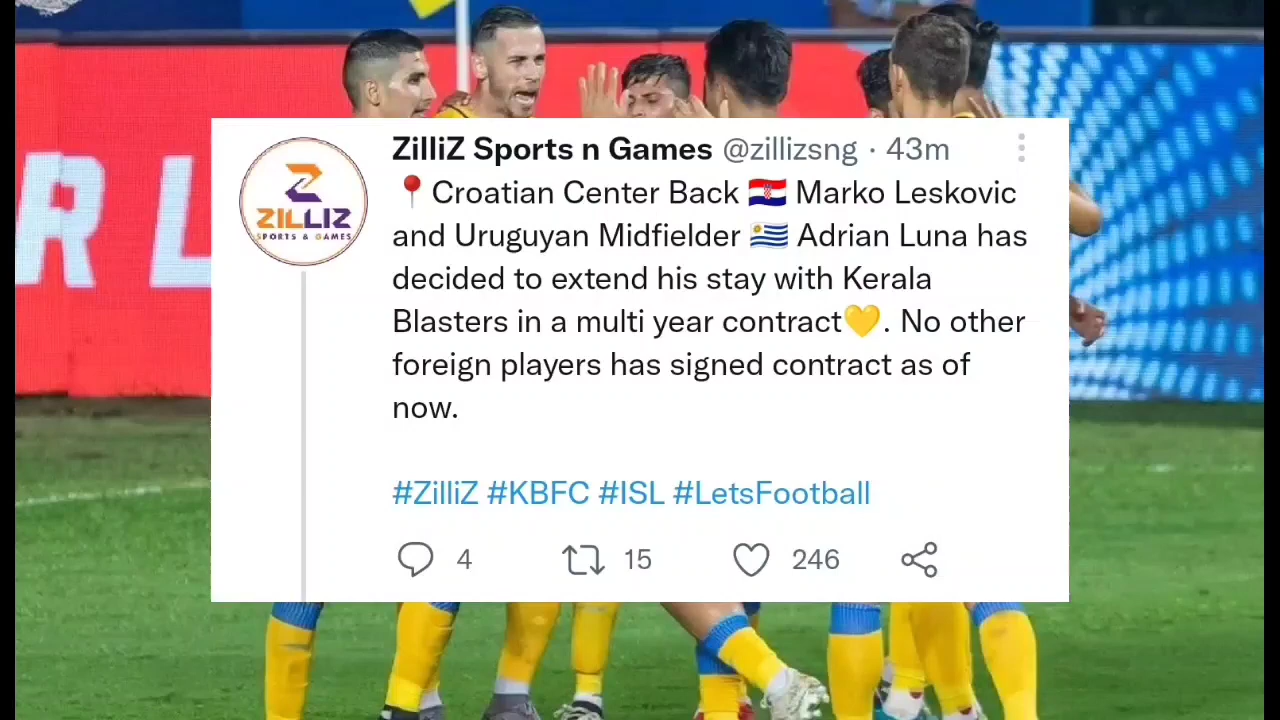 R L
ZilliZ Sports n Games @zillizsng · 43m
ZILLIZ
SPORTS & GAMES
📍Croatian Center Back 🇭🇷 Marko Leskovic
and Uruguyan Midfielder 🇺🇾 Adrian Luna has
decided to extend his stay with Kerala
Blasters in a multi year contract💛. No other
foreign players has signed contract as of
now.
#ZilliZ #KBFC #ISL #LetsFootball
4 15 246